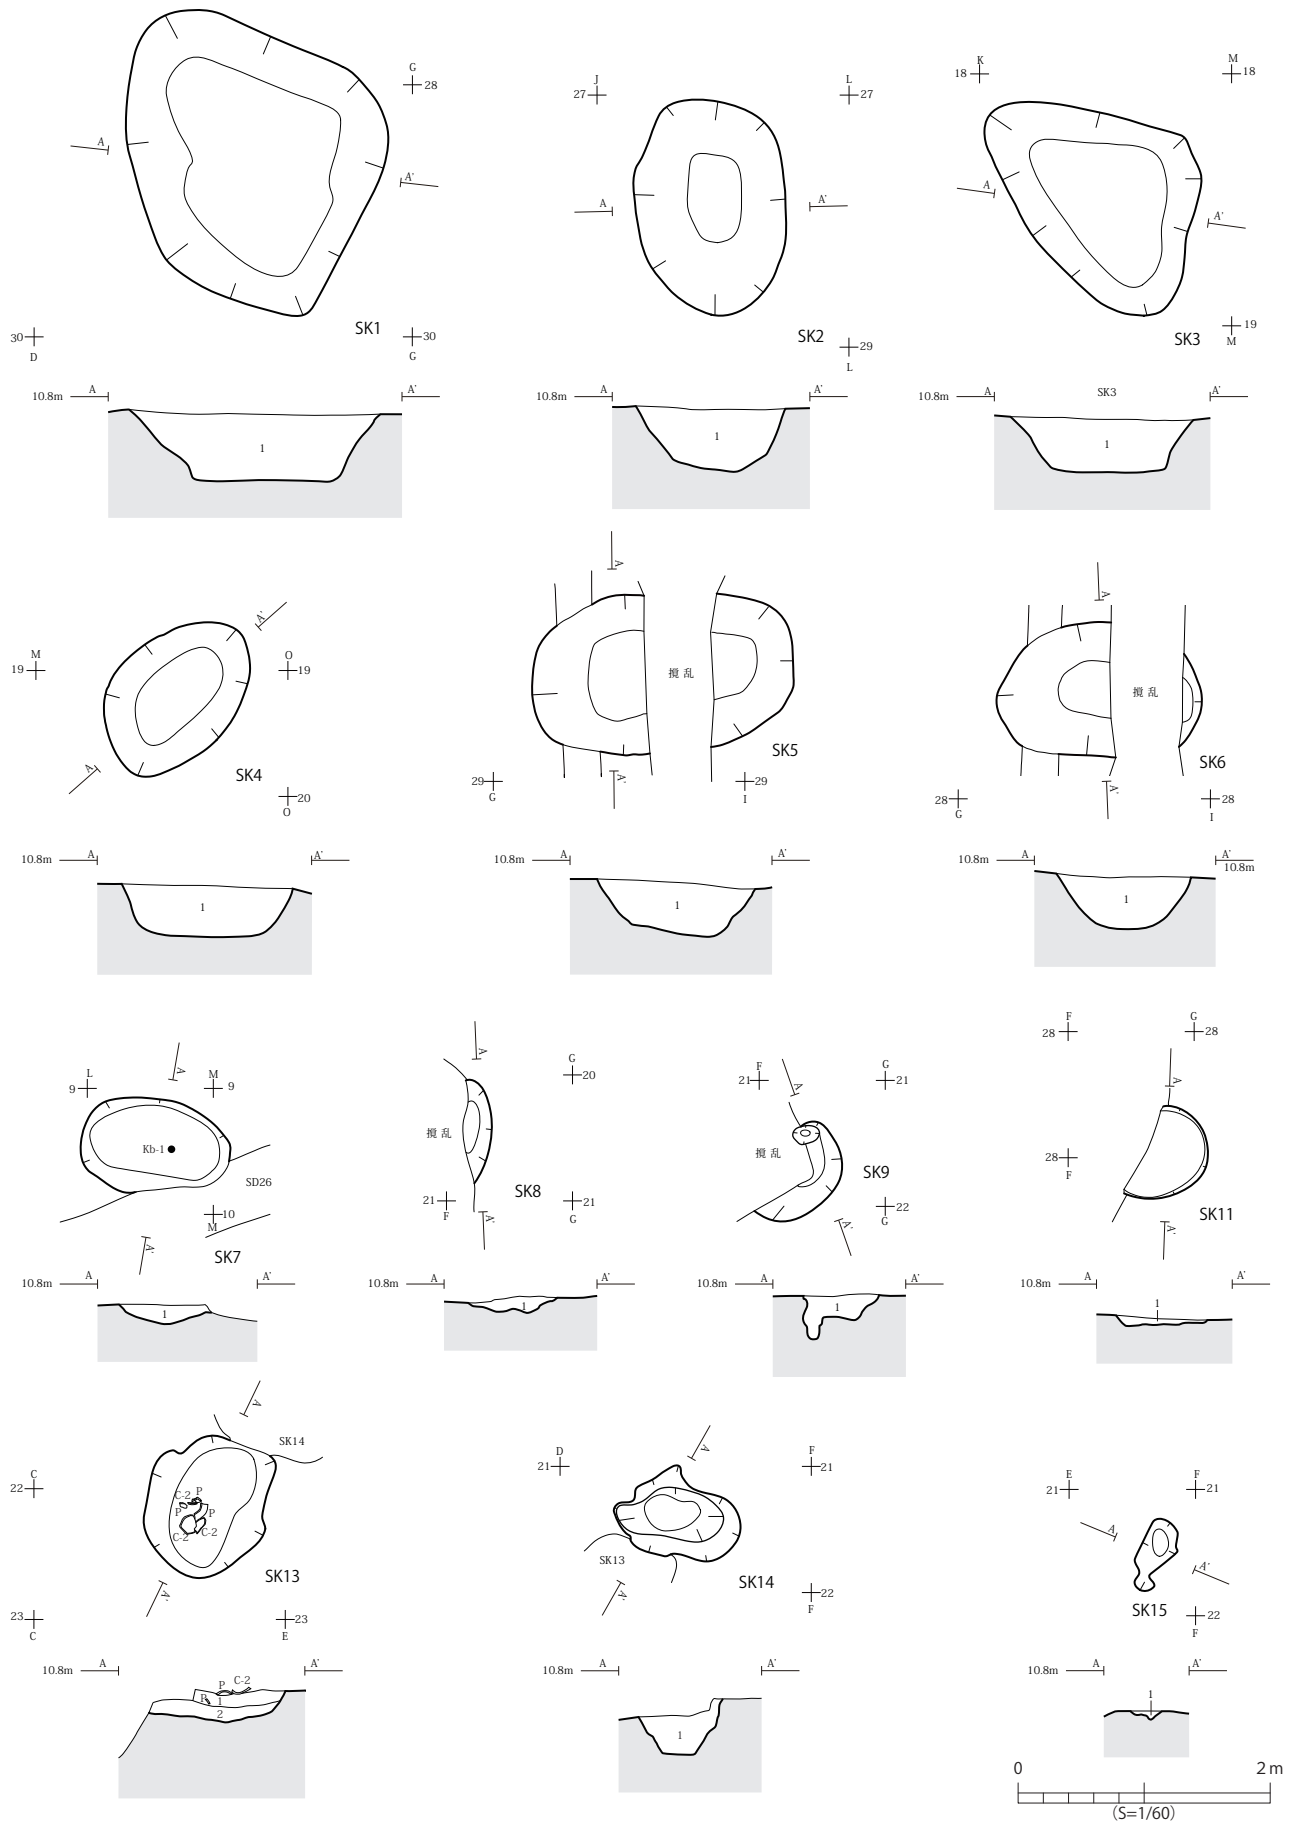 G
28
A
A'
30
D
SK1
30
G
J
27
L
27
A
A'
SK2
29
L
K
18
M
18
A
A'
SK3
19
M
10.8m A A'
1
10.8m A A'
1
10.8m A SK3 A'
1
A'
M
19
O
19
A
SK4
20
O
A
攪乱
SK5
29
G
A'
29
I
A
攪乱
SK6
28
G
A'
28
I
10.8m A A'
1
10.8m A A'
1
10.8m A A'
10.8m
1
A
L
9
M
9
Kb-1
SD26
10
M
A'
SK7
A
G
20
攪乱
SK8
21
F
21
G
A'
F
21
A
G
21
攪乱
SK9
22
G
A'
F
28
G
28
A
28
F
SK11
A'
10.8m A A'
1
10.8m A A'
1
10.8m A A'
1
10.8m A A'
1
A
SK14
C
22
C-2 P
P P
C-2 C-2
SK13
A'
23
C
23
E
A
D
21
F
21
SK13
SK14
A'
22
F
E
21
F
21
A
A'
SK15
22
F
10.8m A A'
P C-2
P 1
2
10.8m A A'
1
10.8m A A'
1
0 2m
(S=1/60)